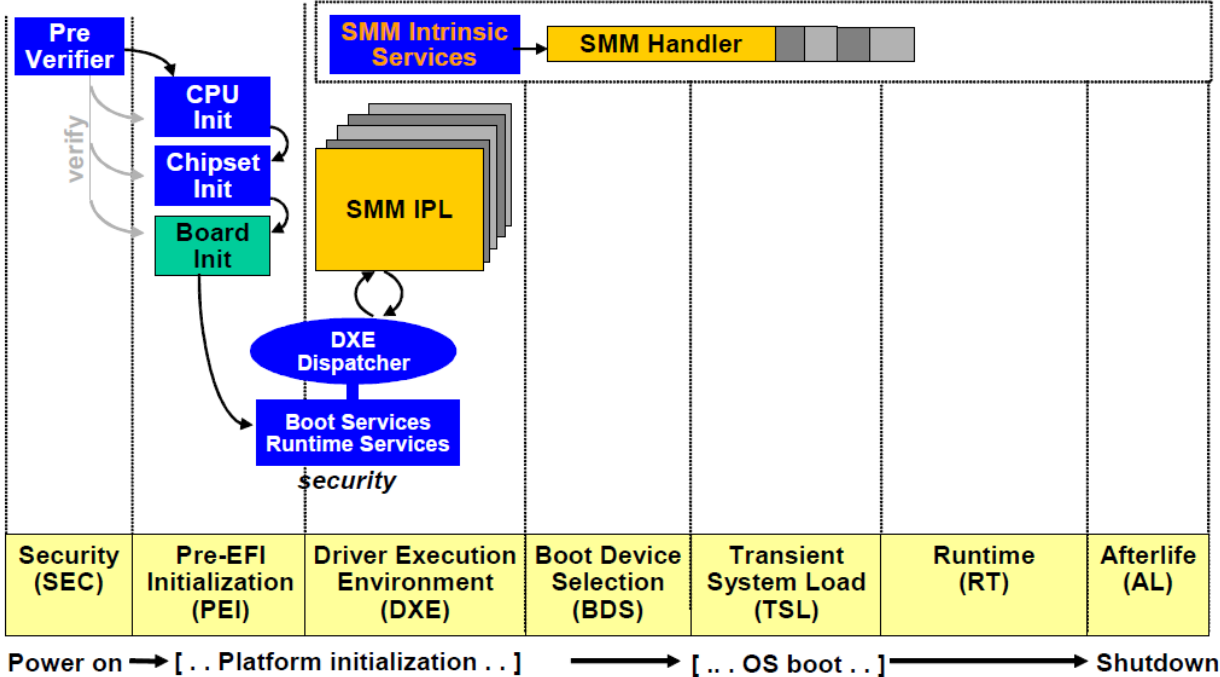 Pre
Verifier
SMM Intrinsic
Services
SMM Handler
CPU
Init
verify
Chipset
Init
SMM IPL
Board
Init
DXE
Dispatcher
Boot Services
Runtime Services
security
Security
(SEC)
Pre-EFI
Initialization
(PEI)
Driver Execution
Environment
(DXE)
Boot Device
Selection
(BDS)
Transient
System Load
(TSL)
Runtime
(RT)
Afterlife
(AL)
Power on [ . . Platform initialization . . ] [ ... . OS boot . . ] Shutdown